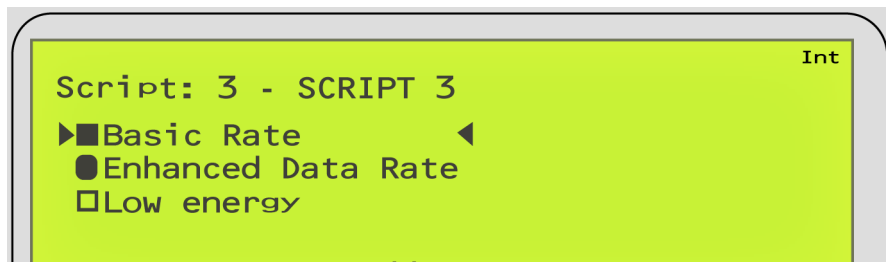 Int
Script: 3 - SCRIPT 3
Basic Rate
Enhanced Data Rate
Low energy